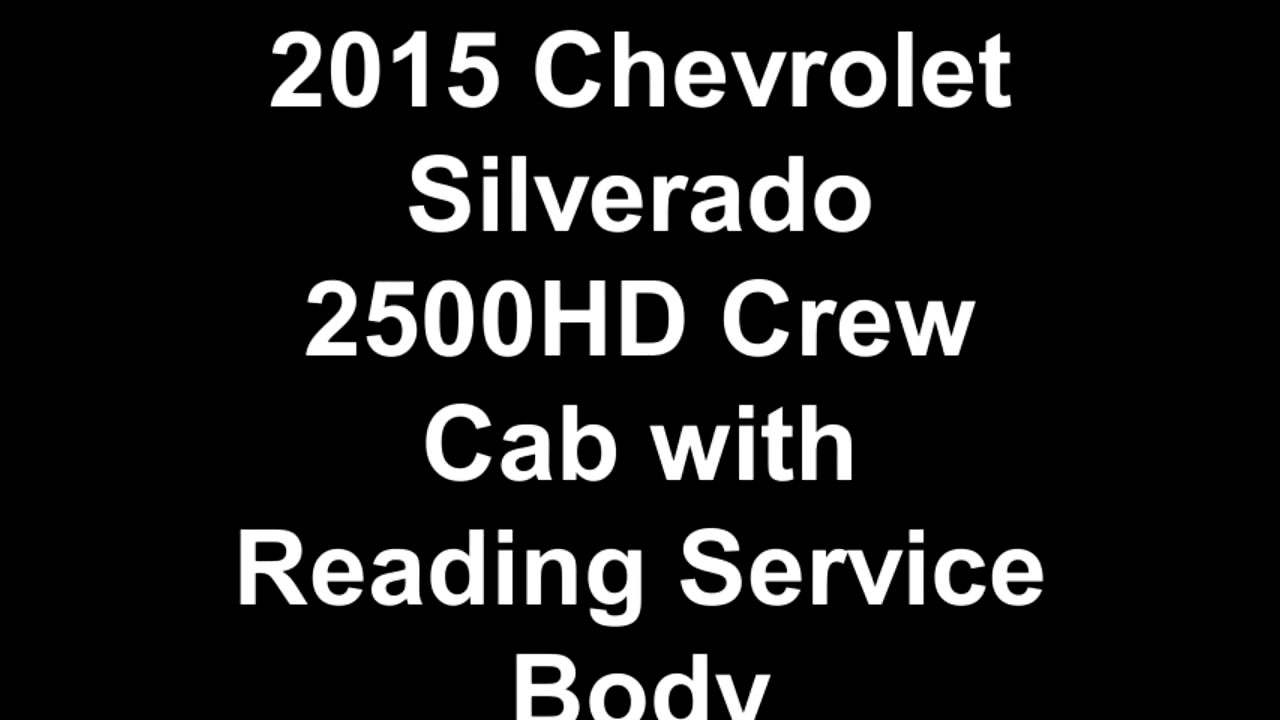 2015 Chevrolet
Silverado
2500HD Crew
Cab with
Reading Service
Body